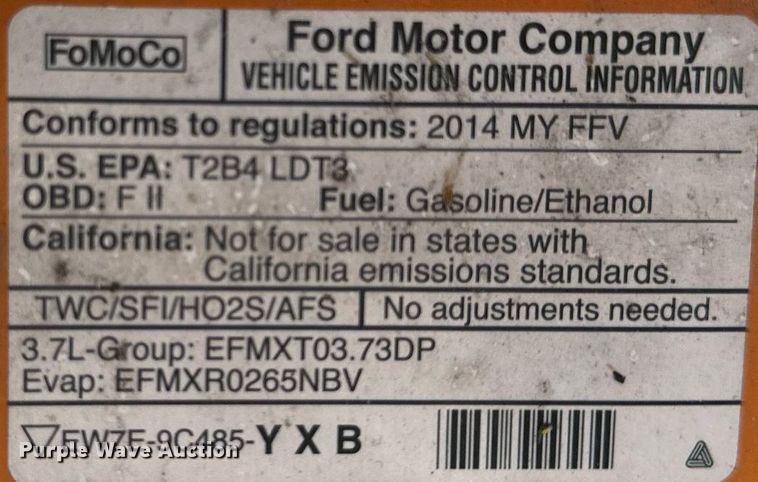 FoMoCo
Ford Motor Company
VEHICLE EMISSION CONTROL INFORMATION
Conforms to regulations: 2014 MY FFV
U.S. EPA: T2B4 LDT3
OBD: F II Fuel: Gasoline/Ethanol
California: Not for sale in states with
California emissions standards.
TWC/SFI/HO2S/AFS No adjustments needed.
3.7L-Group: EFMXT03.73DP
Evap: EFMXR0265NBV
EW7E-9C485-YXB
Purple Wave Auction